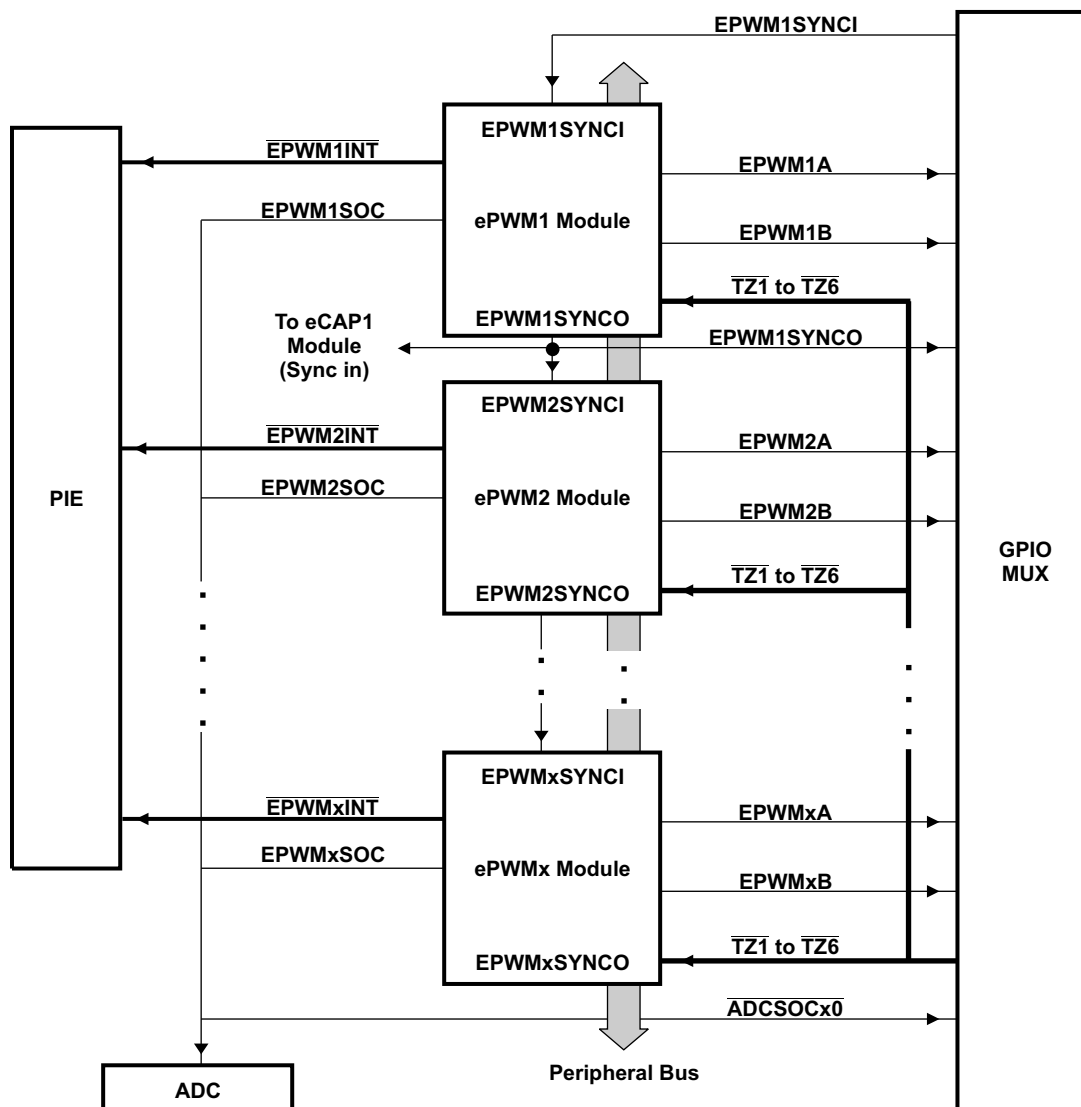 EPWM1SYNCI
EPWM1SYNCI
EPWM1INT
EPWM1A
EPWM1SOC
ePWM1 Module
EPWM1B
TZ1 to TZ6
EPWM1SYNCO
To eCAP1
Module
(Sync in)
EPWM1SYNCO
EPWM2SYNCI
EPWM2INT
EPWM2A
PIE
EPWM2SOC
ePWM2 Module
EPWM2B
GPIO
MUX
TZ1 to TZ6
EPWM2SYNCO
EPWMxSYNCI
EPWMxINT
EPWMxA
EPWMxSOC
ePWMx Module
EPWMxB
TZ1 to TZ6
EPWMxSYNCO
ADCSOCx0
Peripheral Bus
ADC